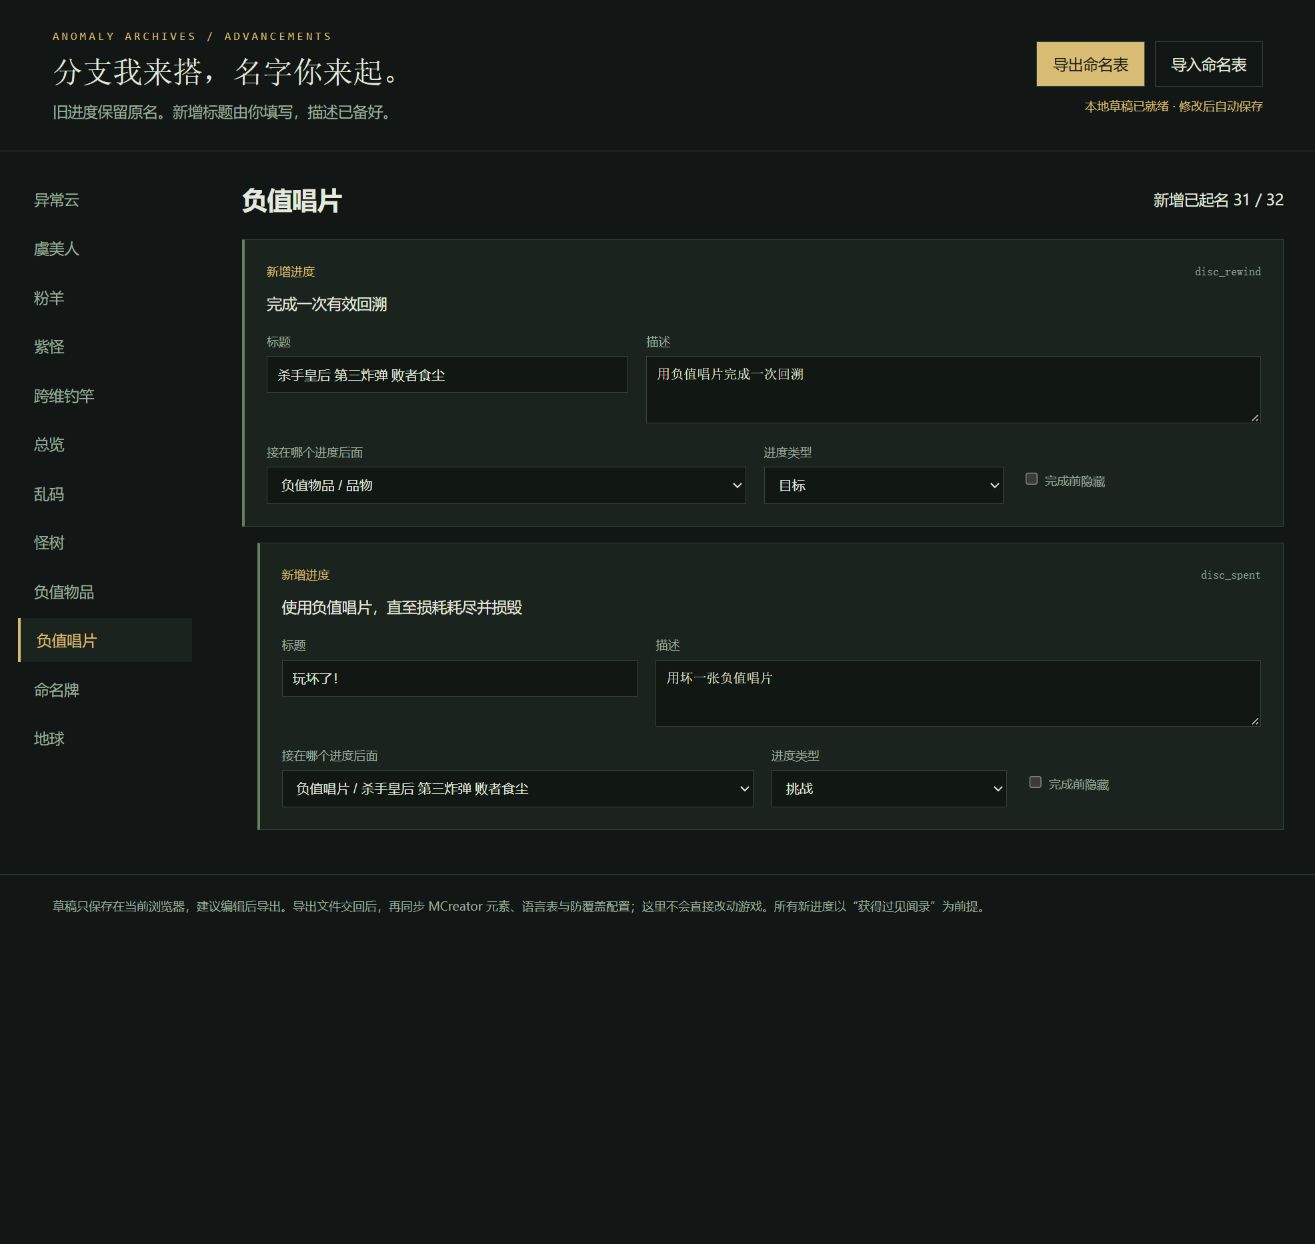 ANOMALY ARCHIVES / ADVANCEMENTS
分支我来搭，名字你来起。
旧进度保留原名。新增标题由你填写，描述已备好。
导出命名表
导入命名表
本地草稿已就绪 · 修改后自动保存
异常云
虞美人
粉羊
紫怪
跨维钓竿
总览
乱码
怪树
负值物品
负值唱片
命名牌
地球
负值唱片
新增已起名 31 / 32
新增进度
disc_rewind
完成一次有效回溯
标题
描述
杀手皇后 第三炸弹 败者食尘
用负值唱片完成一次回溯
接在哪个进度后面
进度类型
负值物品 / 品物
目标
完成前隐藏
新增进度
disc_spent
使用负值唱片，直至损耗耗尽并损毁
标题
描述
玩坏了!
用坏一张负值唱片
接在哪个进度后面
进度类型
负值唱片 / 杀手皇后 第三炸弹 败者食尘
挑战
完成前隐藏
草稿只保存在当前浏览器，建议编辑后导出。导出文件交回后，再同步 MCreator 元素、语言表与防覆盖配置；这里不会直接改动游戏。所有新进度以“获得过见闻录”为前提。